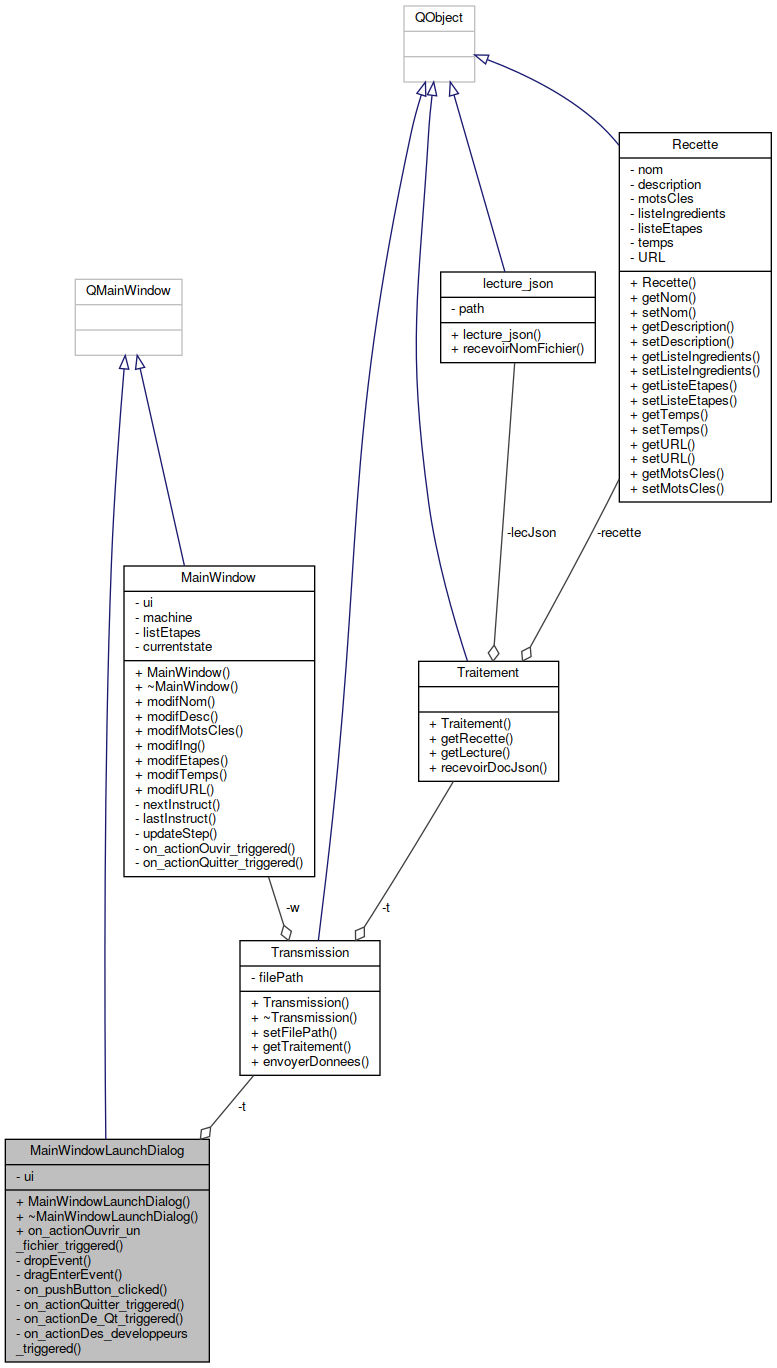 QObject
Recette
- nom
- description
- motsCles
- listeIngredients
- listeEtapes
- temps
- URL
+ Recette()
+ getNom()
+ setNom()
+ getDescription()
+ setDescription()
+ getListeIngredients()
+ setListeIngredients()
+ getListeEtapes()
+ setListeEtapes()
+ getTemps()
+ setTemps()
+ getURL()
+ setURL()
+ getMotsCles()
+ setMotsCles()
lecture_json
- path
+ lecture_json()
+ recevoirNomFichier()
QMainWindow
-lecJson
-recette
MainWindow
- ui
- machine
- listEtapes
- currentstate
+ MainWindow()
+ ~MainWindow()
+ modifNom()
+ modifDesc()
+ modifMotsCles()
+ modifIng()
+ modifEtapes()
+ modifTemps()
+ modifURL()
- nextInstruct()
- lastInstruct()
- updateStep()
- on_actionOuvir_triggered()
- on_actionQuitter_triggered()
Traitement
+ Traitement()
+ getRecette()
+ getLecture()
+ recevoirDocJson()
-w
-t
Transmission
- filePath
+ Transmission()
+ ~Transmission()
+ setFilePath()
+ getTraitement()
+ envoyerDonnees()
-t
MainWindowLaunchDialog
- ui
+ MainWindowLaunchDialog()
+ ~MainWindowLaunchDialog()
+ on_actionOuvrir_un
_fichier_triggered()
- dropEvent()
- dragEnterEvent()
- on_pushButton_clicked()
- on_actionQuitter_triggered()
- on_actionDe_Qt_triggered()
- on_actionDes_developpeurs
_triggered()